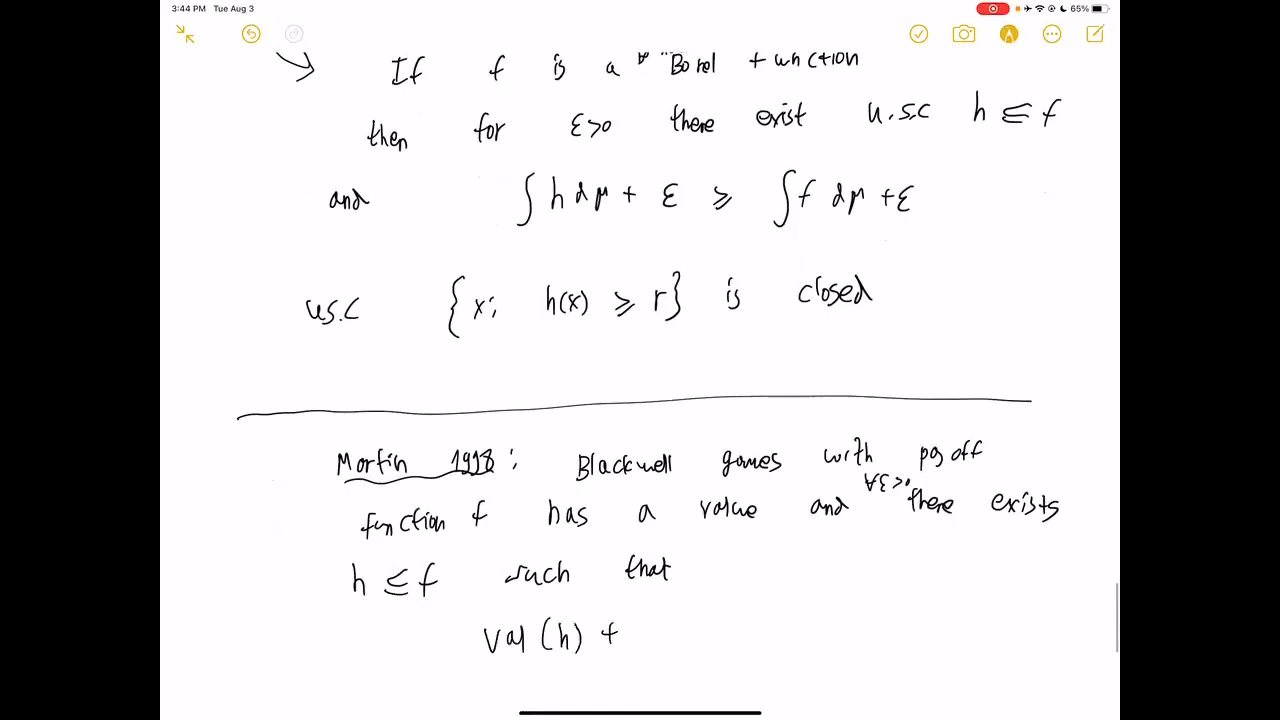 3:44 PM Tue Aug 3
65%
If f is a Borel function
then for ε>0 there exist u.s.c h ≤ f
and ∫ h dμ + ε ≥ ∫ f dμ + ε
u.s.c {x; h(x) ≥ r} is closed
Martin 1998: Blackwell games with payoff
function f has a value and ∀ε>0 there exists
h ≤ f such that
Val (h) +